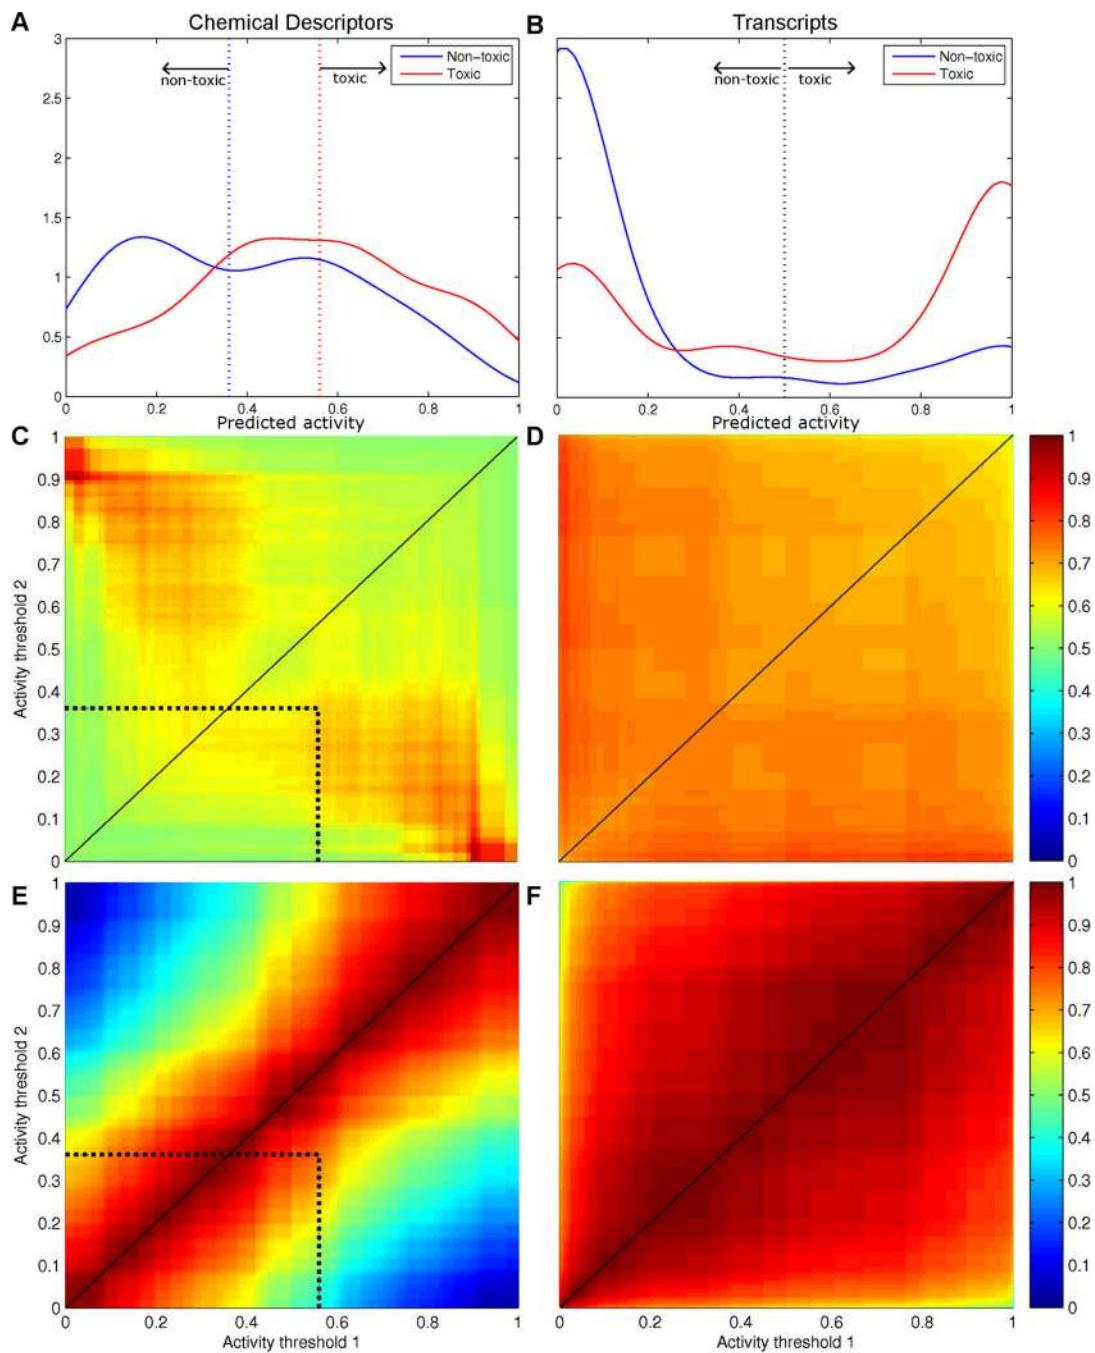 A Chemical Descriptors
B Transcripts
3
2.5
2
1.5
1
0.5
0
non-toxic
toxic
Non-toxic
Toxic
0 0.2 0.4 0.6 0.8 1
Predicted activity
non-toxic toxic
Non-toxic
Toxic
0 0.2 0.4 0.6 0.8 1
Predicted activity
C
1
0.9
0.8
0.7
0.6
0.5
0.4
0.3
0.2
0.1
0
Activity threshold 2
D
1
0.9
0.8
0.7
0.6
0.5
0.4
0.3
0.2
0.1
0
E
1
0.9
0.8
0.7
0.6
0.5
0.4
0.3
0.2
0.1
0
Activity threshold 2
0 0.2 0.4 0.6 0.8 1
Activity threshold 1
F
1
0.9
0.8
0.7
0.6
0.5
0.4
0.3
0.2
0.1
0
0 0.2 0.4 0.6 0.8 1
Activity threshold 1